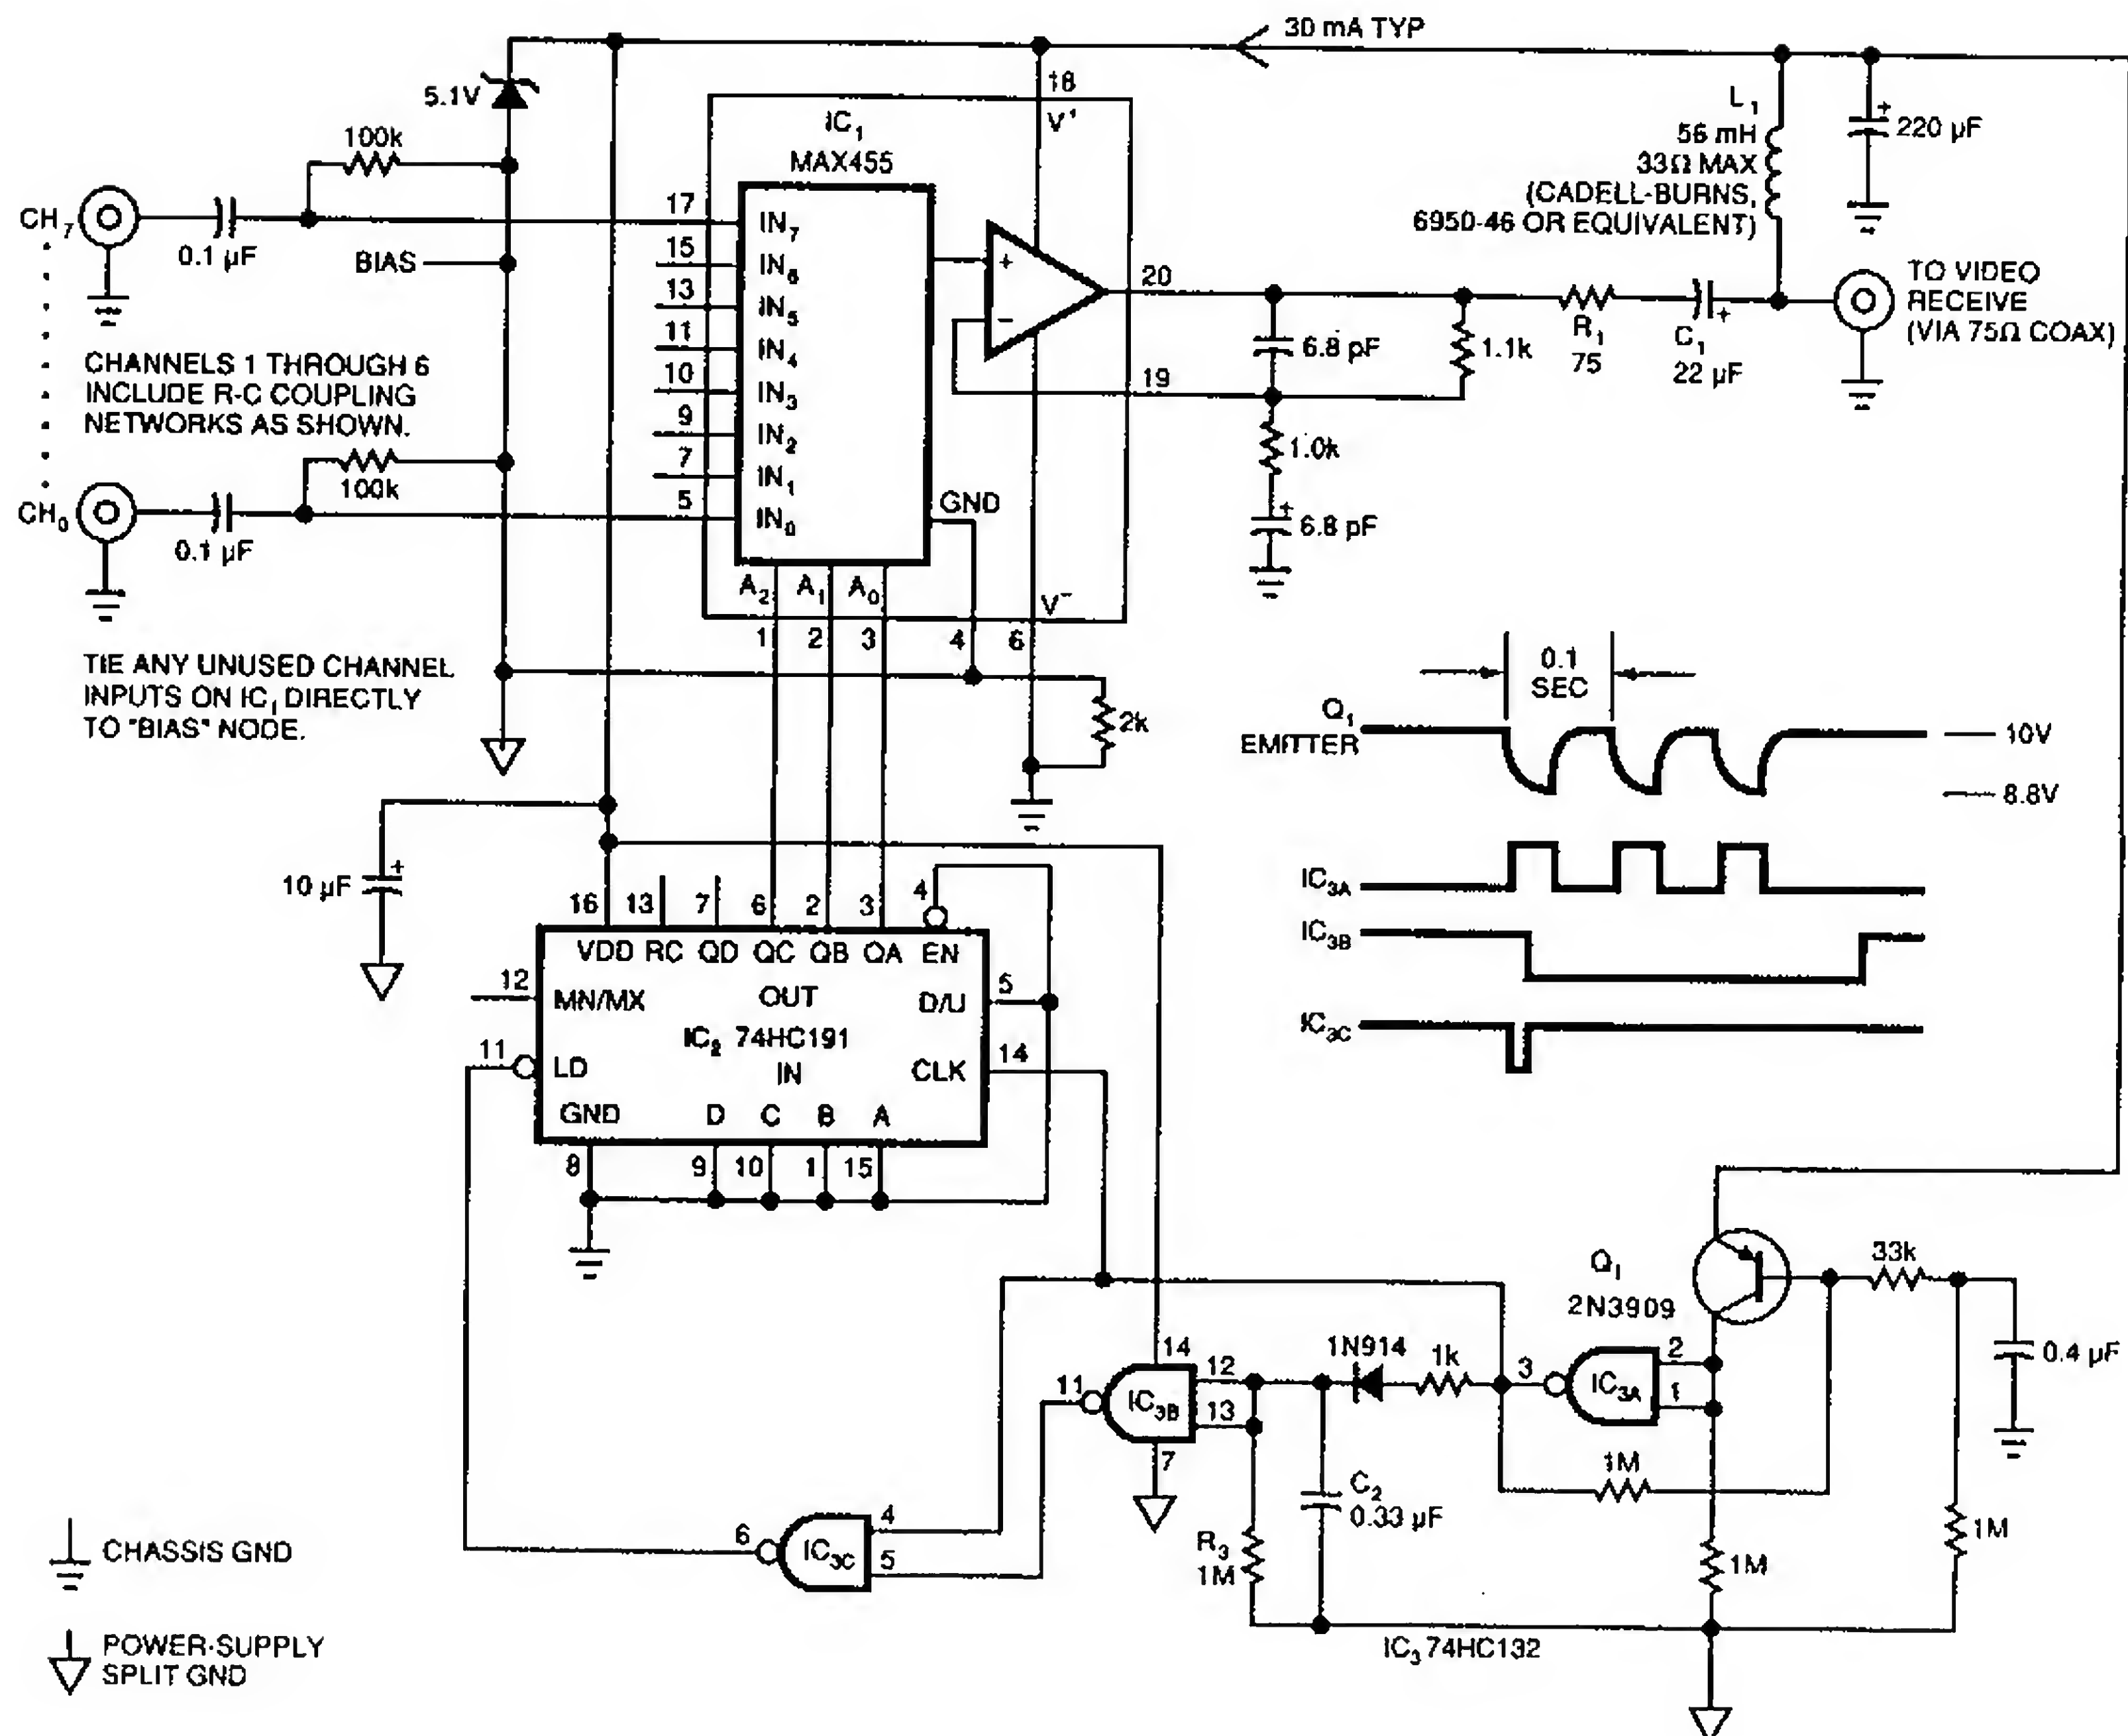 30 mA TYP
5.1V
100k
CH7
0.1 µF
BIAS
CHANNELS 1 THROUGH 6
INCLUDE R-C COUPLING
NETWORKS AS SHOWN.
100k
CH0
0.1 µF
TIE ANY UNUSED CHANNEL
INPUTS ON IC1 DIRECTLY
TO "BIAS" NODE.
IC1
MAX455
18
V+
17 IN7
15 IN6
13 IN5
11 IN4
10 IN3
9 IN2
7 IN1
5 IN0
+
−
20
19
GND
A2 A1 A0
V−
1 2 3 4 6
2k
6.8 pF
1.1k
1.0k
+
6.8 pF
R1
75
C1
22 µF
+
L1
56 mH
33Ω MAX
(CADELL-BURNS,
6950-46 OR EQUIVALENT)
+
220 µF
TO VIDEO
RECEIVE
(VIA 75Ω COAX)
0.1
SEC
Q1
EMITTER
10V
8.8V
IC3A
IC3B
IC3C
10 µF
+
16 13 7 6 2 3 4
VDD RC QD QC QB QA EN
12 MN/MX OUT D/U 5
IC2 74HC191
11 LD IN CLK 14
GND D C B A
8 9 10 1 15
Q1
2N3909
33k
0.4 µF
1N914
1k
3
IC3A
2
1
14
12
13
11
IC3B
7
1M
C2
0.33 µF
R3
1M
1M
1M
6
IC3C
4
5
IC3 74HC132
CHASSIS GND
POWER-SUPPLY
SPLIT GND